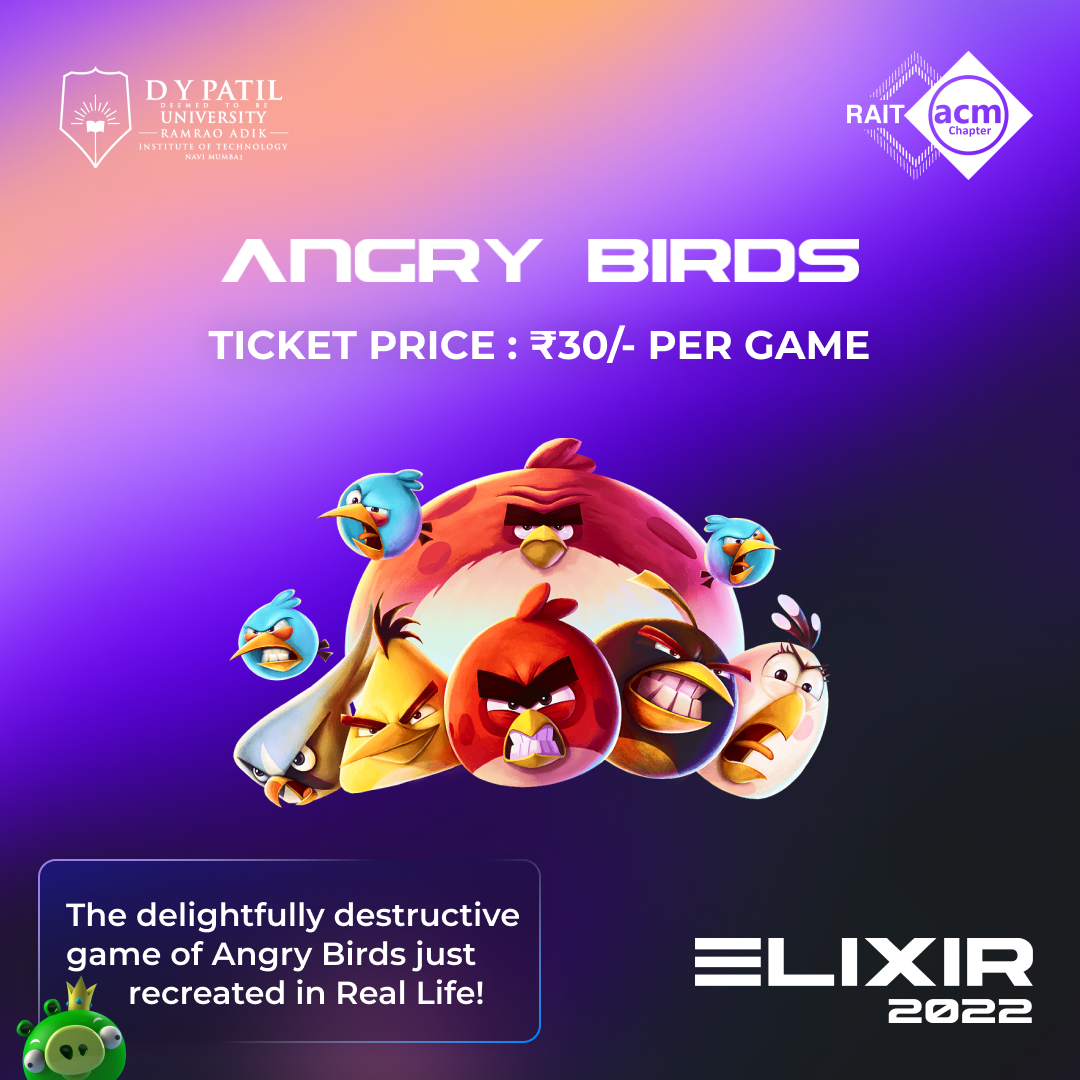 D Y PATIL
DEEMED TO BE
UNIVERSITY
RAMRAO ADIK
INSTITUTE OF TECHNOLOGY
NAVI MUMBAI
RAIT acm
Chapter
ANGRY BIRDS
TICKET PRICE : ₹30/- PER GAME
The delightfully destructive
game of Angry Birds just
recreated in Real Life!
ELIXIR
2022